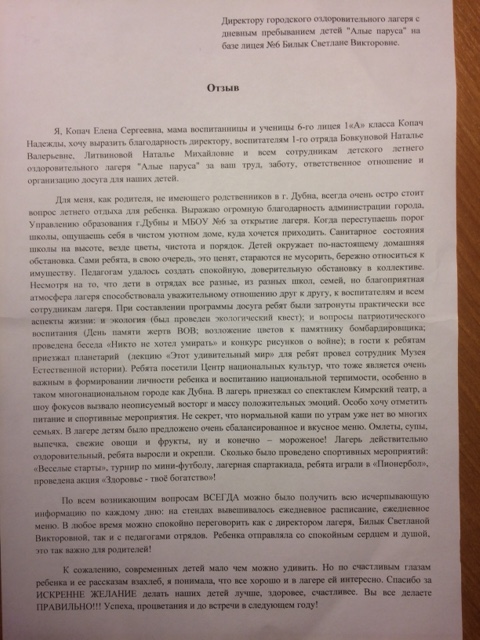 Директору городского оздоровительного лагеря с
дневным пребыванием детей "Алые паруса" на
базе лицея №6 Билык Светлане Викторовне.
Отзыв
Я, Копач Елена Сергеевна, мама воспитанницы и ученицы 6-го лицея 1«А» класса Копач
Надежды, хочу выразить благодарность директору, воспитателям 1-го отряда Бовкуновой Наталье
Валерьевне, Литвиновой Наталье Михайловне и всем сотрудникам детского летнего
оздоровительного лагеря "Алые паруса" за ваш труд, заботу, ответственное отношение и
организацию досуга для наших детей.
Для меня, как родителя, не имеющего родственников в г. Дубна, всегда очень остро стоит
вопрос летнего отдыха для ребенка. Выражаю огромную благодарность администрации города,
Управлению образования г.Дубны и МБОУ №6 за открытие лагеря. Когда переступаешь порог
школы, ощущаешь себя в чистом уютном доме, куда хочется приходить. Санитарное состояния
школы на высоте, везде цветы, чистота и порядок. Детей окружает по-настоящему домашняя
обстановка. Сами ребята, в свою очередь, это ценят, стараются не мусорить, бережно относиться к
имуществу. Педагогам удалось создать спокойную, доверительную обстановку в коллективе.
Несмотря на то, что дети в отрядах все разные, из разных школ, семей, но благоприятная
атмосфера лагеря способствовала уважительному отношению друг к другу, к воспитателям и всем
сотрудникам лагеря. При составлении программы досуга ребят были затронуты практически все
аспекты жизни: и экология (был проведен экологический квест); и вопросы патриотического
воспитания (День памяти жертв ВОВ; возложение цветов к памятнику бомбардировщика;
проведена беседа «Никто не хотел умирать» и конкурс рисунков о войне); в гости к ребятам
приезжал планетарий (лекцию «Этот удивительный мир» для ребят провел сотрудник Музея
Естественной истории). Ребята посетили Центр национальных культур, что тоже является очень
важным в формировании личности ребенка и воспитанию национальной терпимости, особенно в
таком многонациональном городе как Дубна. В лагерь приезжал со спектаклем Кимрский театр, а
шоу фокусов вызвало неописуемый восторг и массу положительных эмоций. Особо хочу отметить
питание и спортивные мероприятия. Не секрет, что нормальной каши по утрам уже нет во многих
семьях. В лагере детям было предложено очень сбалансированное и вкусное меню. Омлеты, супы,
выпечка, свежие овощи и фрукты, ну и конечно – мороженое! Лагерь действительно
оздоровительный, ребята выросли и окрепли. Сколько было проведено спортивных мероприятий:
«Веселые старты», турнир по мини-футболу, лагерная спартакиада, ребята играли в «Пионербол»,
проведена акция «Здоровье - твоё богатство»!
По всем возникающим вопросам ВСЕГДА можно было получить всю исчерпывающую
информацию по каждому дню: на стендах вывешивалось ежедневное расписание, ежедневное
меню. В любое время можно спокойно переговорить как с директором лагеря, Билык Светланой
Викторовной, так и с педагогами отрядов. Ребенка отправляла со спокойным сердцем и душой,
это так важно для родителей!
К сожалению, современных детей мало чем можно удивить. Но по счастливым глазам
ребенка и ее рассказам взахлеб, я понимала, что все хорошо и в лагере ей интересно. Спасибо за
ИСКРЕННЕ ЖЕЛАНИЕ делать наших детей лучше, здоровее, счастливее. Вы все делаете
ПРАВИЛЬНО!!! Успеха, процветания и до встречи в следующем году!